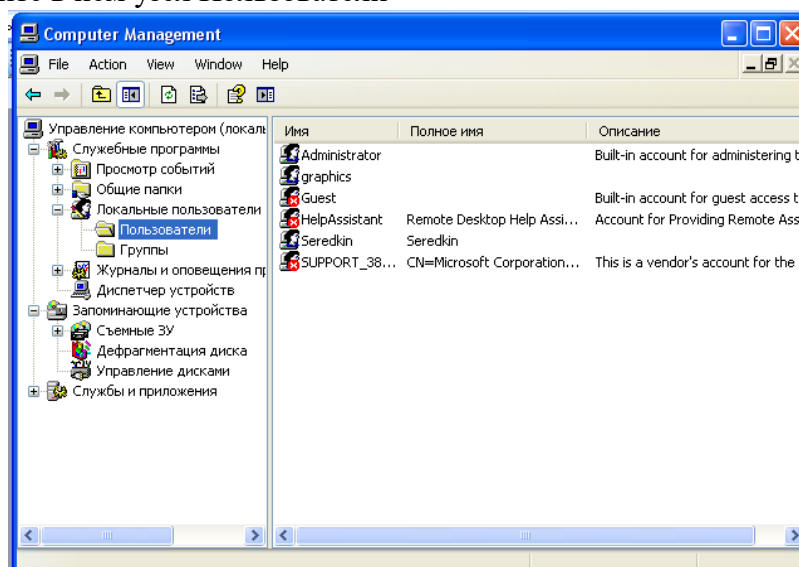 Computer Management
File Action View Window Help
Управление компьютером (локаль
Служебные программы
Просмотр событий
Общие папки
Локальные пользователи
Пользователи
Группы
Журналы и оповещения пр
Диспетчер устройств
Запоминающие устройства
Съемные ЗУ
Дефрагментация диска
Управление дисками
Службы и приложения
Имя Полное имя Описание
Administrator Built-in account for administering t
graphics
Guest Built-in account for guest access t
HelpAssistant Remote Desktop Help Assi... Account for Providing Remote Ass
Seredkin Seredkin
SUPPORT_38... CN=Microsoft Corporation... This is a vendor's account for the